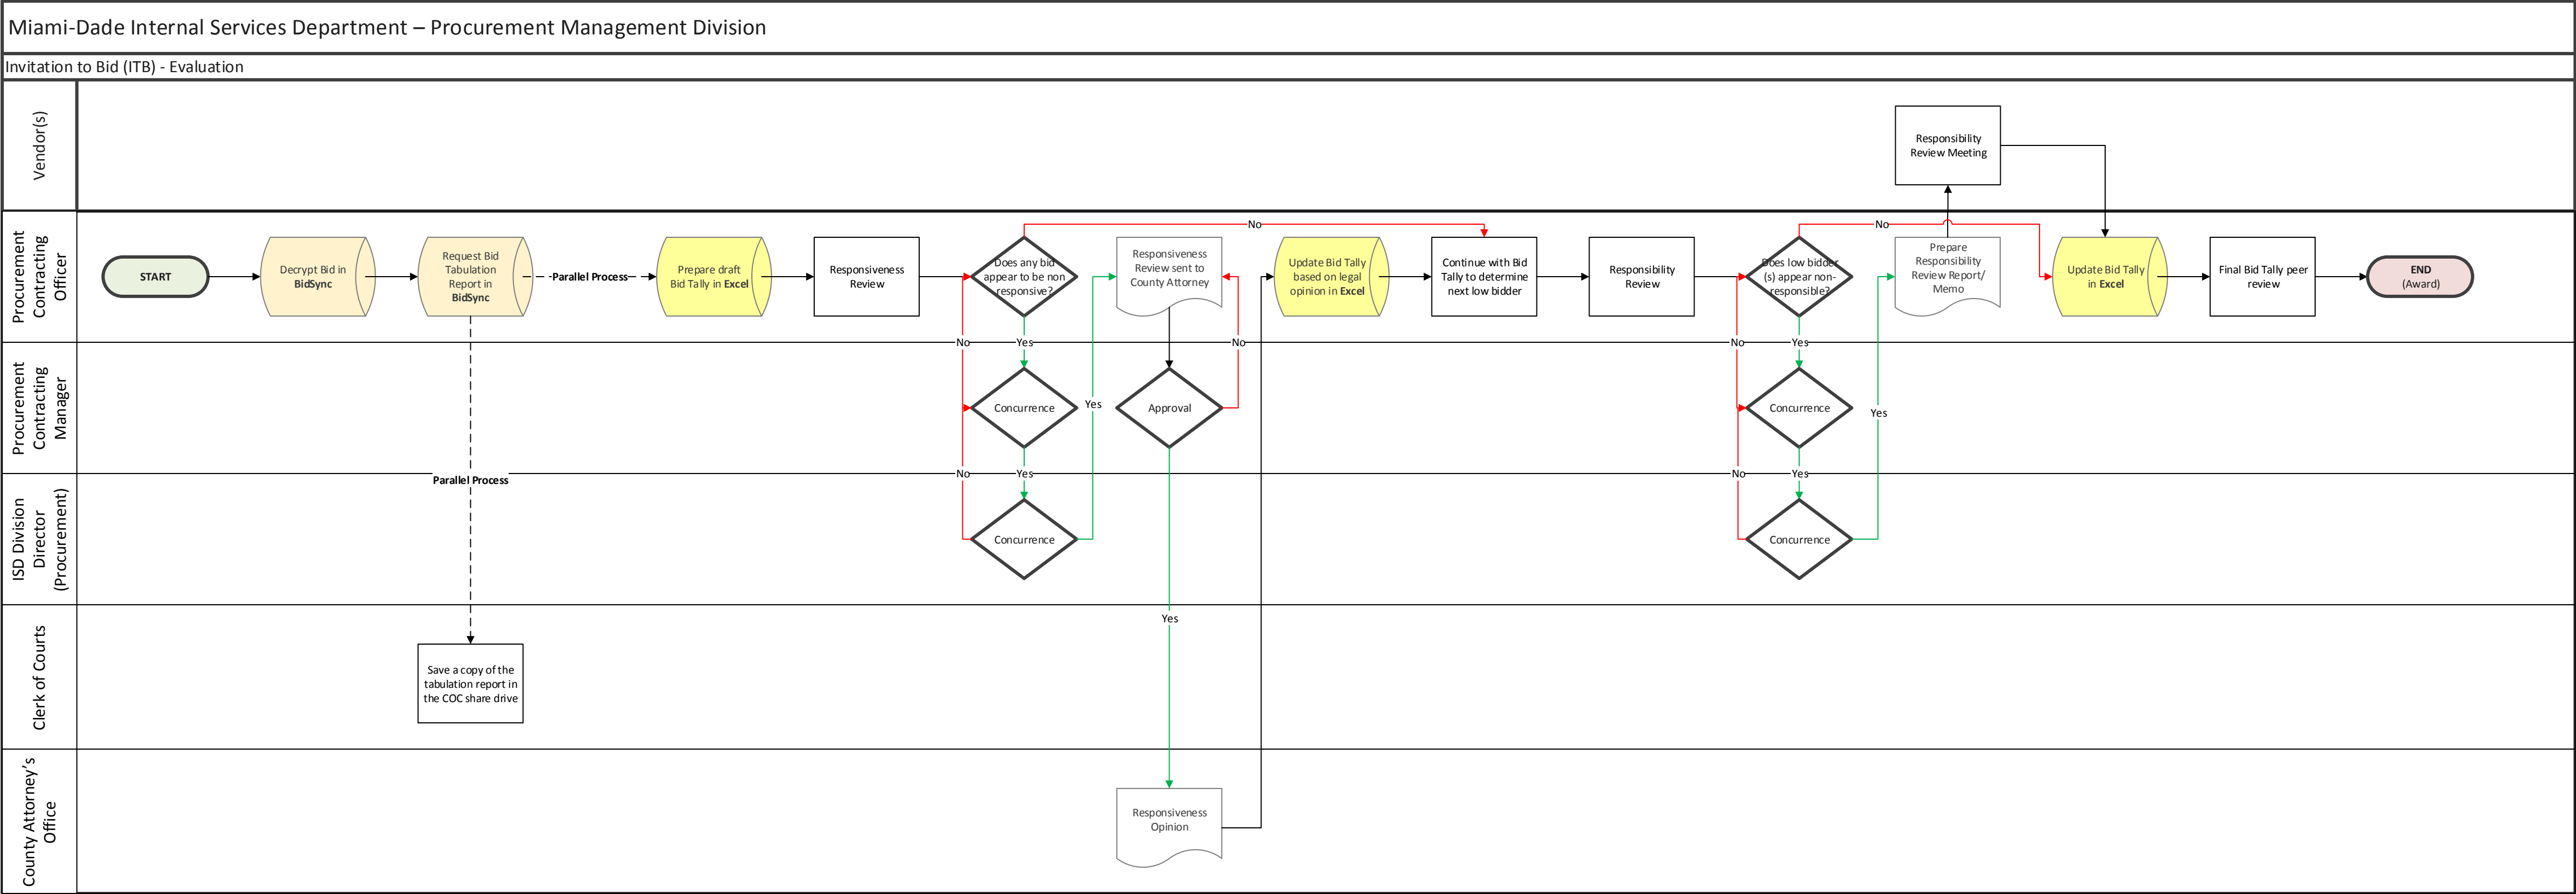 Miami-Dade Internal Services Department – Procurement Management Division
Invitation to Bid (ITB) - Evaluation
Vendor(s)
Responsibility
Review Meeting
Procurement
Contracting
Officer
START
Decrypt Bid in
BidSync
Request Bid
Tabulation
Report in
BidSync
Parallel Process
Prepare draft
Bid Tally in Excel
Responsiveness
Review
Does any bid
appear to be non
responsive?
No
Responsiveness
Review sent to
County Attorney
Update Bid Tally
based on legal
opinion in Excel
Continue with Bid
Tally to determine
next low bidder
Responsibility
Review
Does low bidder
(s) appear non-
responsible?
No
Prepare
Responsibility
Review Report/
Memo
Update Bid Tally
in Excel
Final Bid Tally peer
review
END
(Award)
No
Yes
No
No
Yes
Procurement
Contracting
Manager
Concurrence
Yes
Approval
Concurrence
Yes
No
Yes
No
Yes
Parallel Process
ISD Division
Director
(Procurement)
Concurrence
Concurrence
Yes
Clerk of Courts
Save a copy of the
tabulation report in
the COC share drive
County Attorney’s
Office
Responsiveness
Opinion